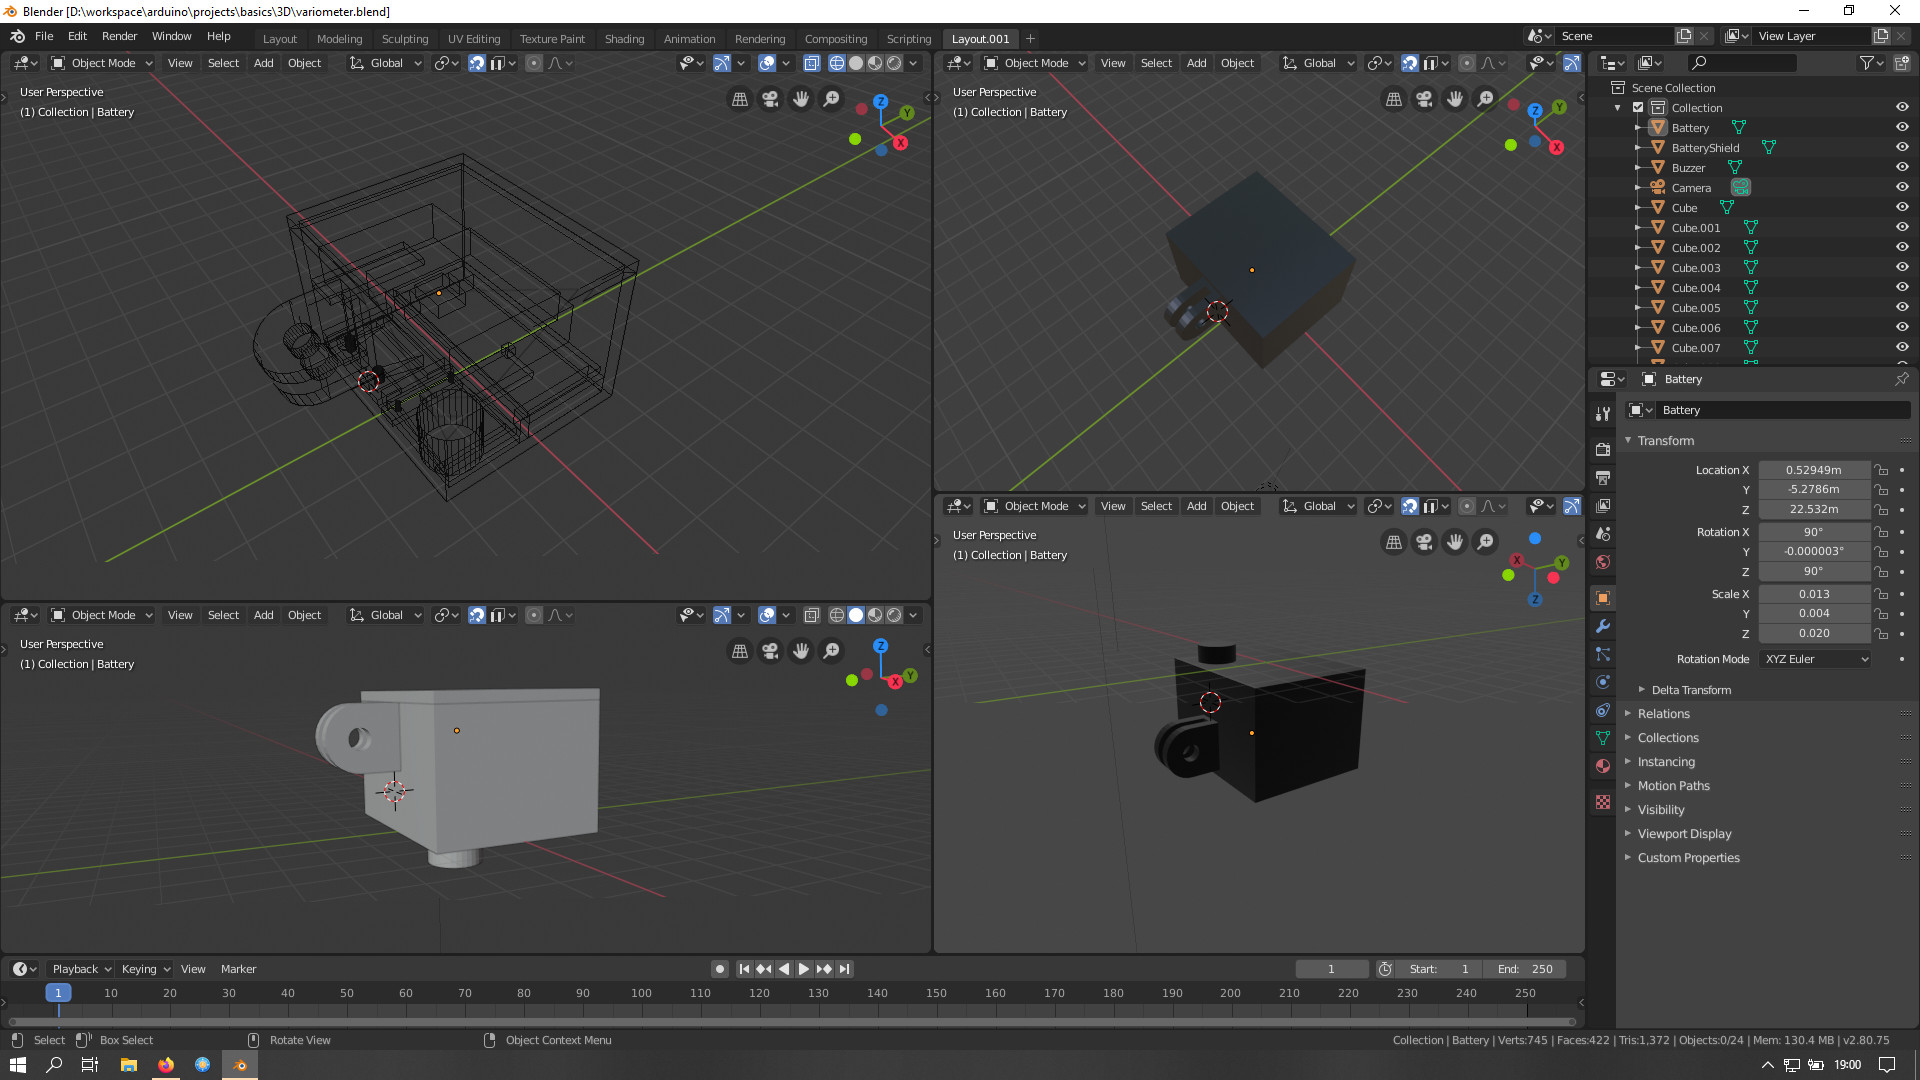 Blender [D:\workspace\arduino\projects\basics\3D\variometer.blend]
File Edit Render Window Help Layout Modeling Sculpting UV Editing Texture Paint Shading Animation Rendering Compositing Scripting Layout.001 + Scene View Layer
Object Mode View Select Add Object Global
User Perspective
(1) Collection | Battery
Z Y X
Object Mode View Select Add Object Global
User Perspective
(1) Collection | Battery
Z Y X
Object Mode View Select Add Object Global
User Perspective
(1) Collection | Battery
Z Y X
Object Mode View Select Add Object Global
User Perspective
(1) Collection | Battery
X Y Z
Scene Collection
Collection
Battery
BatteryShield
Buzzer
Camera
Cube
Cube.001
Cube.002
Cube.003
Cube.004
Cube.005
Cube.006
Cube.007
Battery
Battery
Transform
Location X 0.52949m
Y -5.2786m
Z 22.532m
Rotation X 90°
Y -0.000003°
Z 90°
Scale X 0.013
Y 0.004
Z 0.020
Rotation Mode XYZ Euler
Delta Transform
Relations
Collections
Instancing
Motion Paths
Visibility
Viewport Display
Custom Properties
Playback Keying View Marker 1 Start: 1 End: 250
1 10 20 30 40 50 60 70 80 90 100 110 120 130 140 150 160 170 180 190 200 210 220 230 240 250
Select Box Select Rotate View Object Context Menu Collection | Battery | Verts:745 | Faces:422 | Tris:1,372 | Objects:0/24 | Mem: 130.4 MB | v2.80.75
19:00